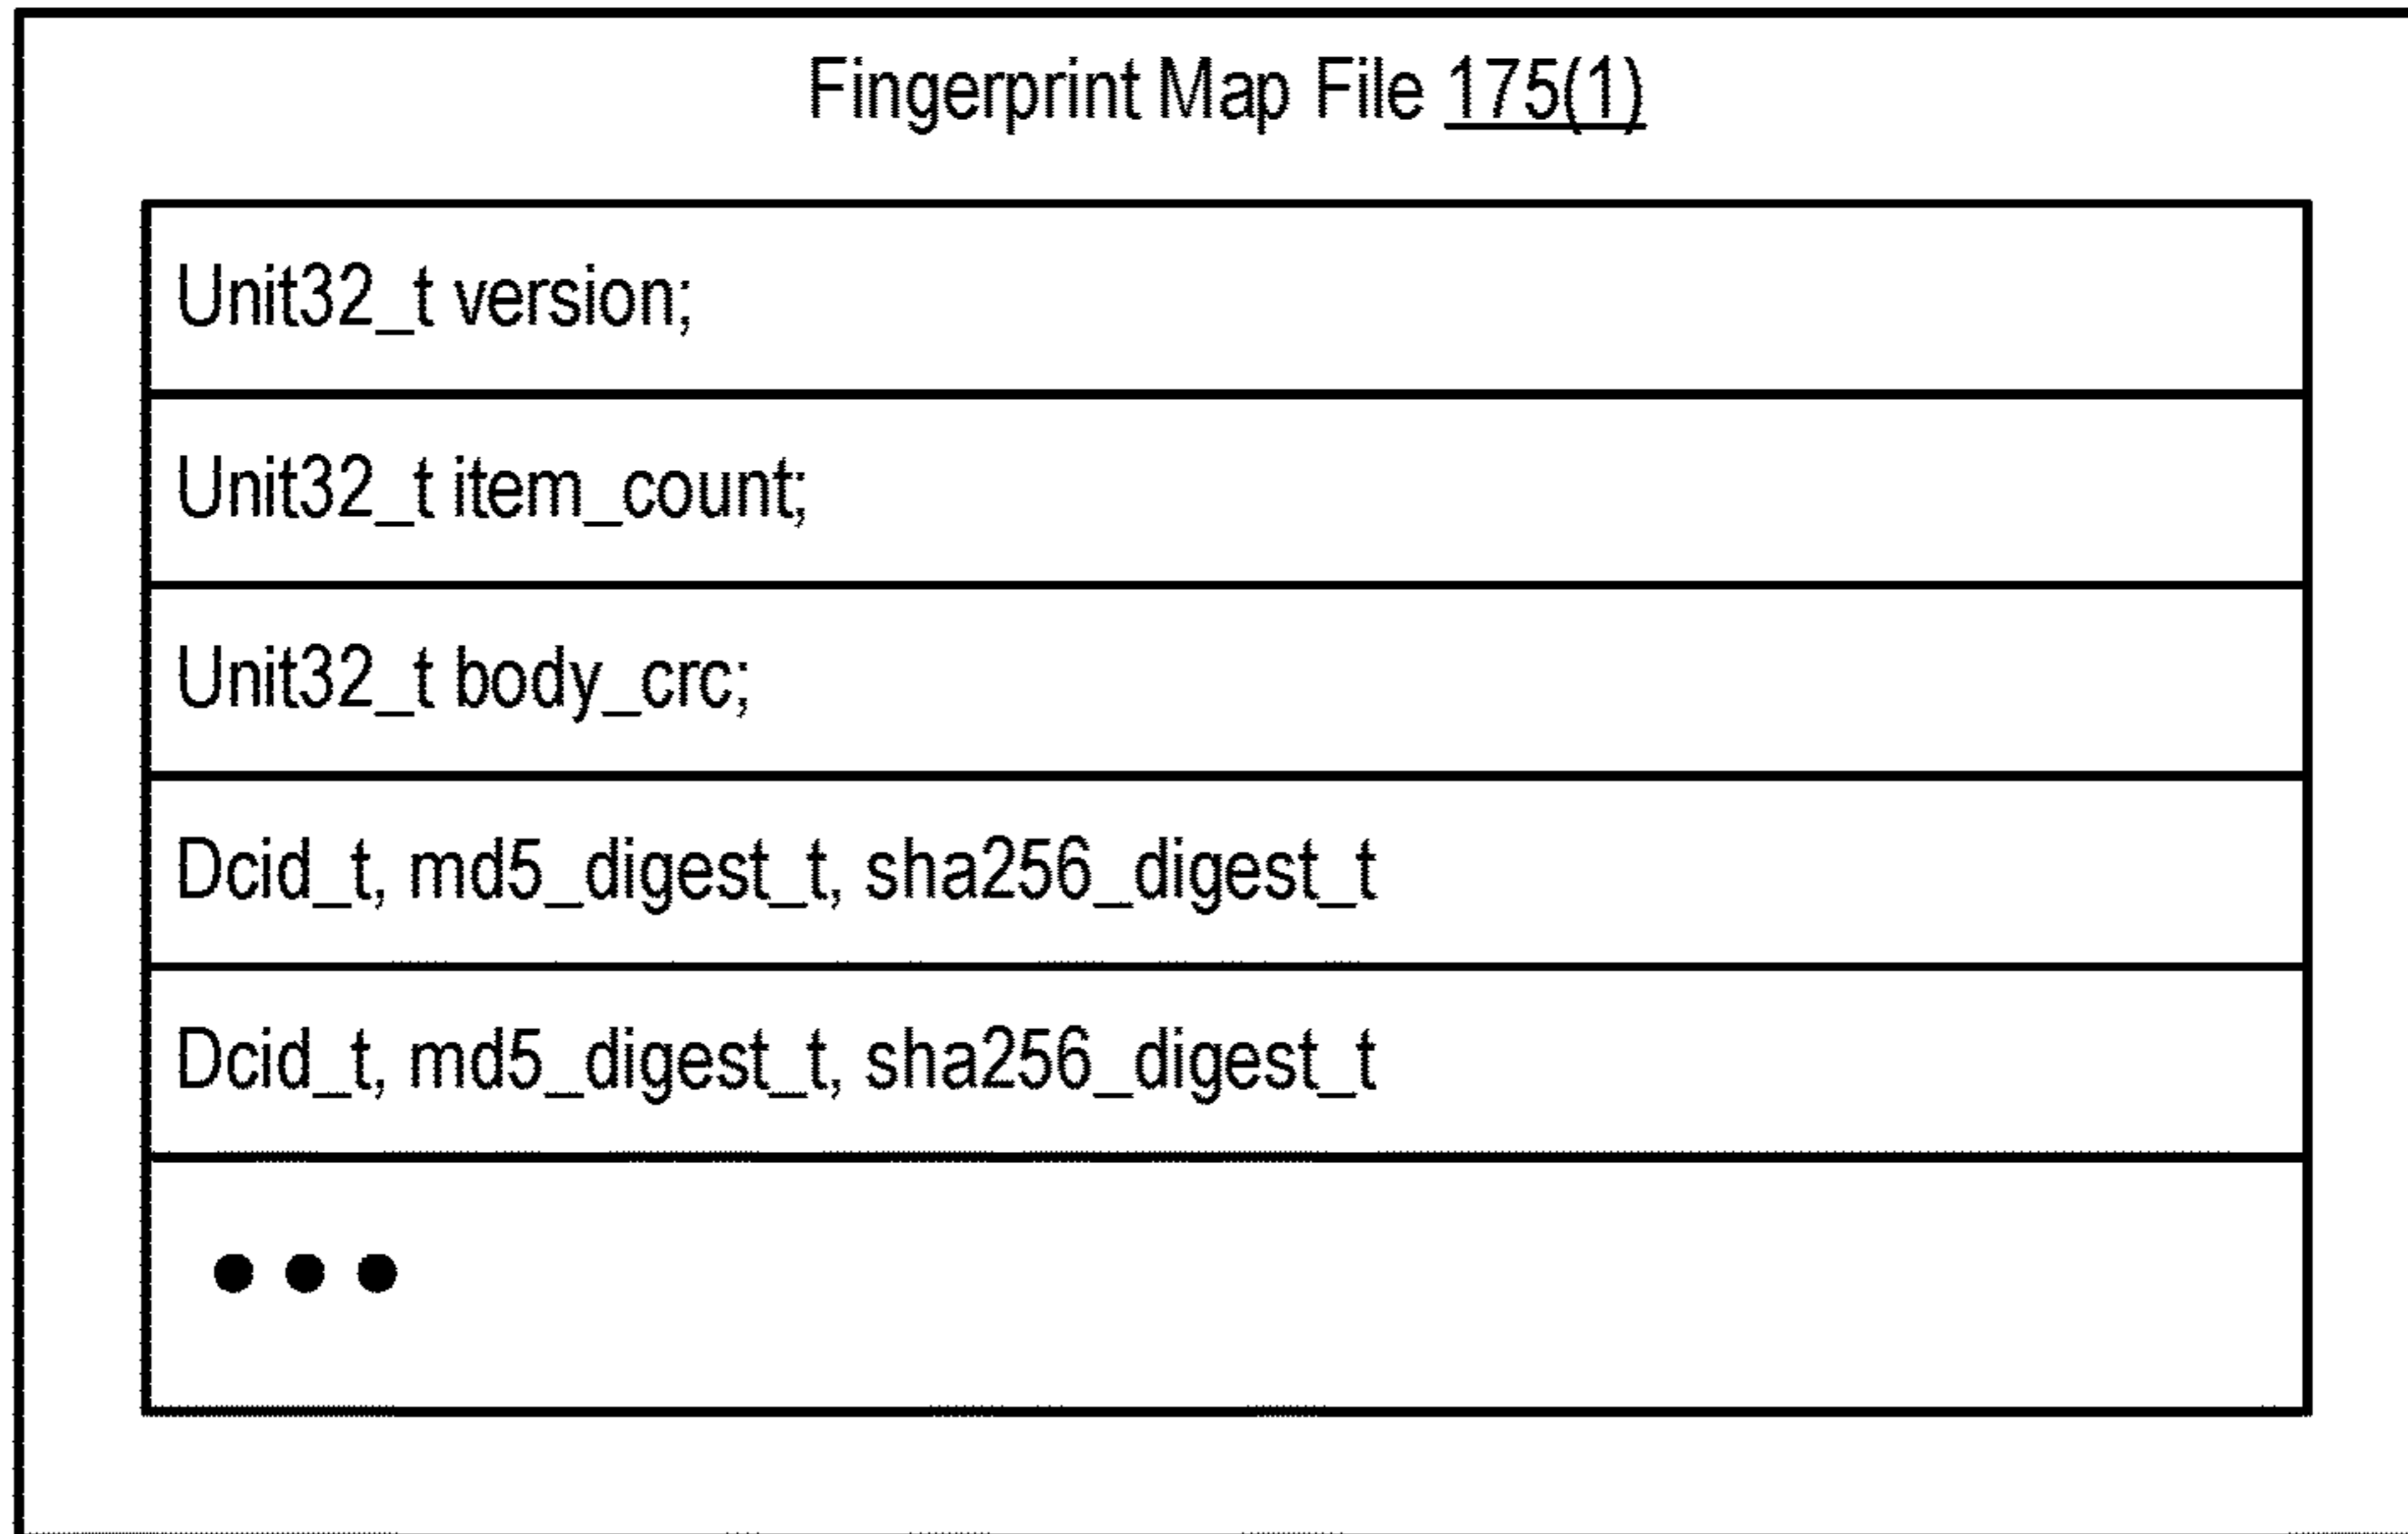 Fingerprint Map File 175(1)
Unit32_t version;
Unit32_t item_count;
Unit32_t body_crc;
Dcid_t, md5_digest_t, sha256_digest_t
Dcid_t, md5_digest_t, sha256_digest_t
● ● ●